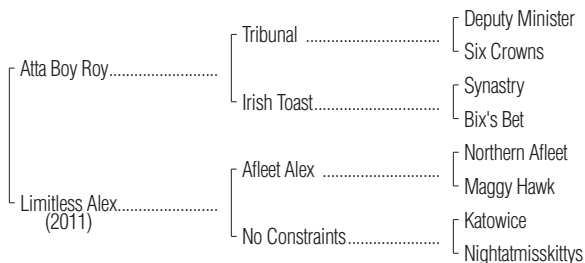 Deputy Minister
Tribunal ..............................
Six Crowns
Atta Boy Roy........................
Synastry
Irish Toast............................
Bix's Bet
Northern Afleet
Afleet Alex ..........................
Maggy Hawk
Limitless Alex......................
(2011)
Katowice
No Constraints.....................
Nightatmisskittys